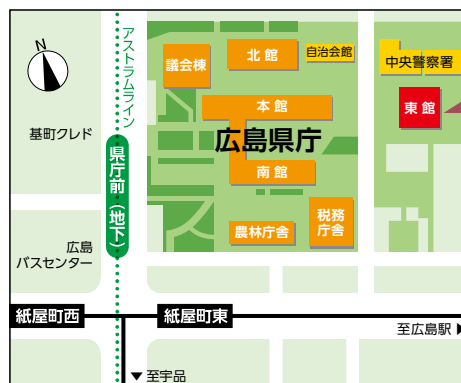 N
アストラムライン
議会棟
北館
自治会館
中央警察署
本館
東館
基町クレド
広島県庁
県庁前(地下)
南館
税務
庁舎
農林庁舎
広島
バスセンター
紙屋町西
紙屋町東
至広島駅▶
▼至宇品